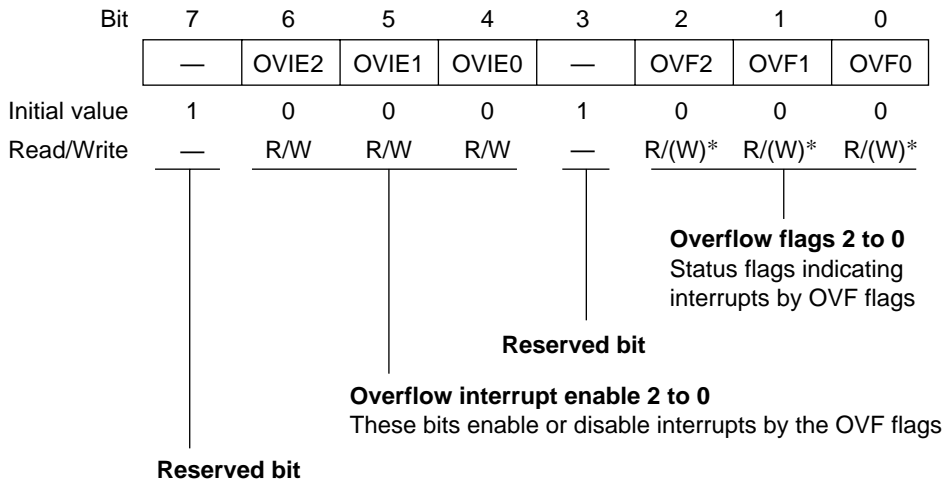 Bit 7 6 5 4 3 2 1 0
— OVIE2 OVIE1 OVIE0 — OVF2 OVF1 OVF0
Initial value 1 0 0 0 1 0 0 0
Read/Write — R/W R/W R/W — R/(W)* R/(W)* R/(W)*
Overflow flags 2 to 0
Status flags indicating
interrupts by OVF flags
Reserved bit
Overflow interrupt enable 2 to 0
These bits enable or disable interrupts by the OVF flags
Reserved bit